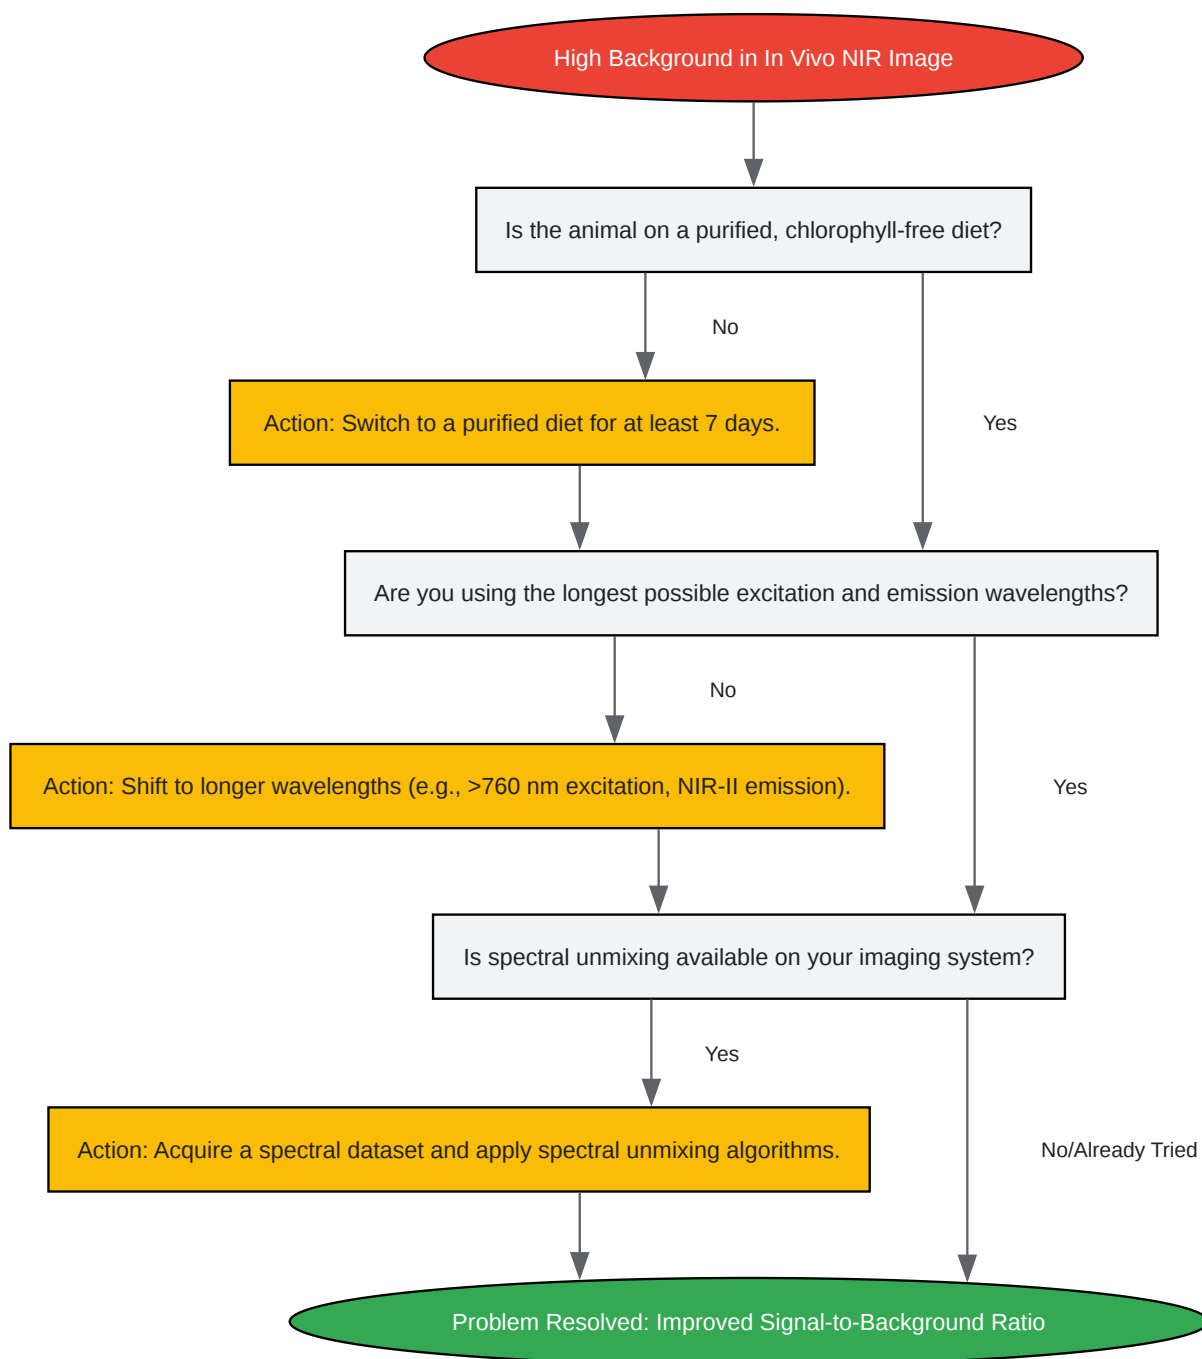 High Background in In Vivo NIR Image
Is the animal on a purified, chlorophyll-free diet?
No
Action: Switch to a purified diet for at least 7 days.
Yes
Are you using the longest possible excitation and emission wavelengths?
No
Action: Shift to longer wavelengths (e.g., >760 nm excitation, NIR-II emission).
Yes
Is spectral unmixing available on your imaging system?
Yes
Action: Acquire a spectral dataset and apply spectral unmixing algorithms.
No/Already Tried
Problem Resolved: Improved Signal-to-Background Ratio